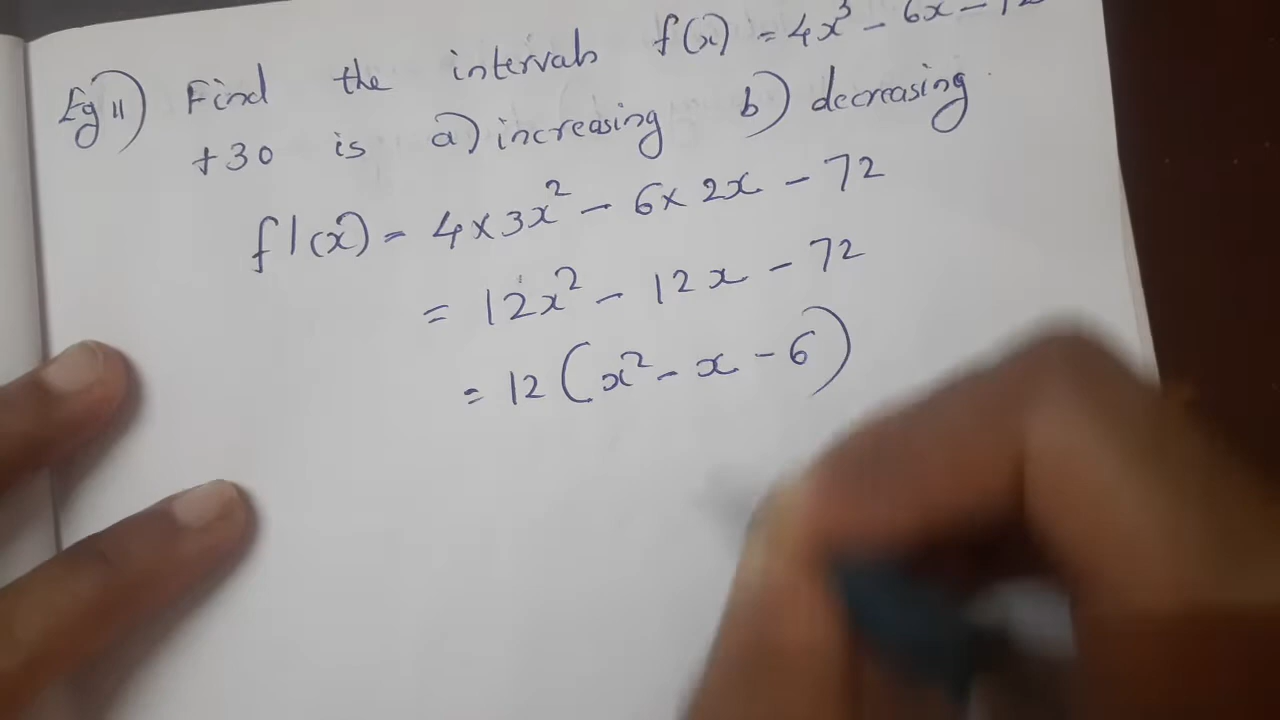 Eg 11) Find the intervals f(x) = 4x³ - 6x -
+30 is a) increasing b) decreasing
f'(x) = 4×3x² - 6×2x - 72
= 12x² - 12x - 72
= 12(x² - x - 6)